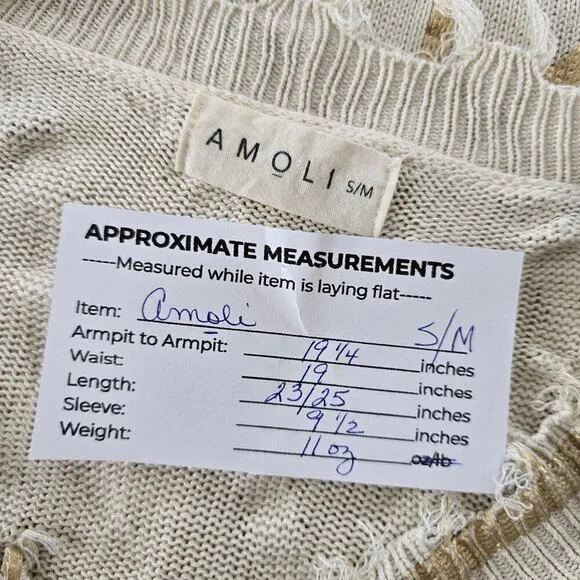 AMOLI S/M
APPROXIMATE MEASUREMENTS
-----Measured while item is laying flat-----
Item: Amoli S/M
Armpit to Armpit: 19 1/4 inches
Waist: 19 inches
Length: 23/25 inches
Sleeve: 9 1/2 inches
Weight: 11 oz oz/lb